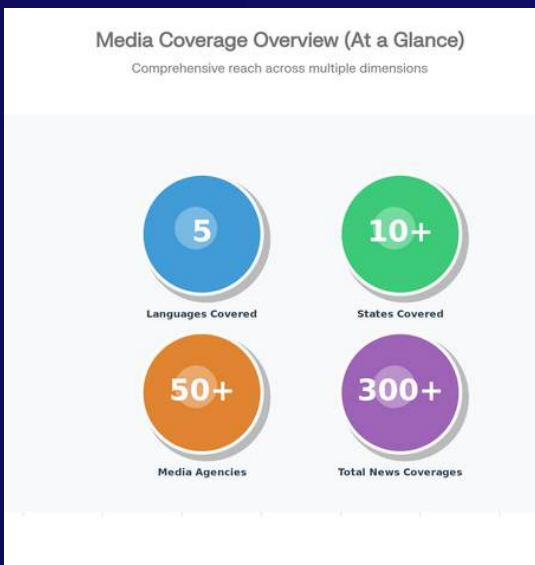 Media Coverage Overview (At a Glance)
Comprehensive reach across multiple dimensions
5
Languages Covered
10+
States Covered
50+
Media Agencies
300+
Total News Coverages